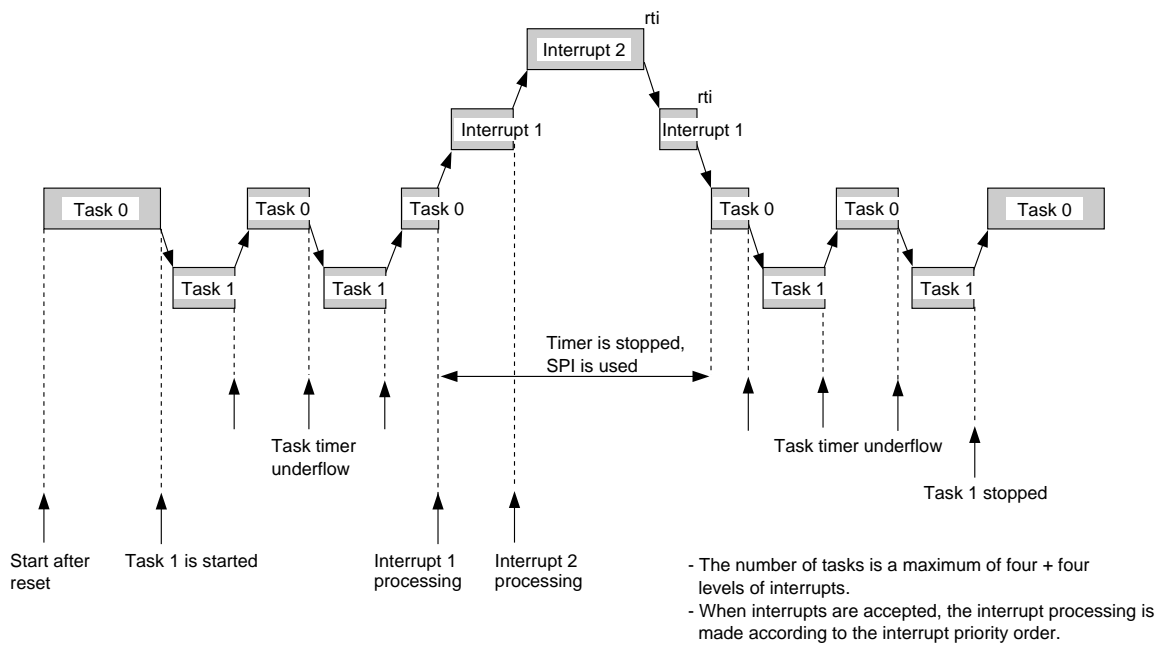 rti
Interrupt 2
rti
Interrupt 1
Interrupt 1
Task 0
Task 0
Task 0
Task 0
Task 0
Task 0
Task 1
Task 1
Task 1
Task 1
Timer is stopped,
SPI is used
Task timer
underflow
Task timer underflow
Task 1 stopped
Start after
reset
Task 1 is started
Interrupt 1
processing
Interrupt 2
processing
- The number of tasks is a maximum of four + four
levels of interrupts.
- When interrupts are accepted, the interrupt processing is
made according to the interrupt priority order.